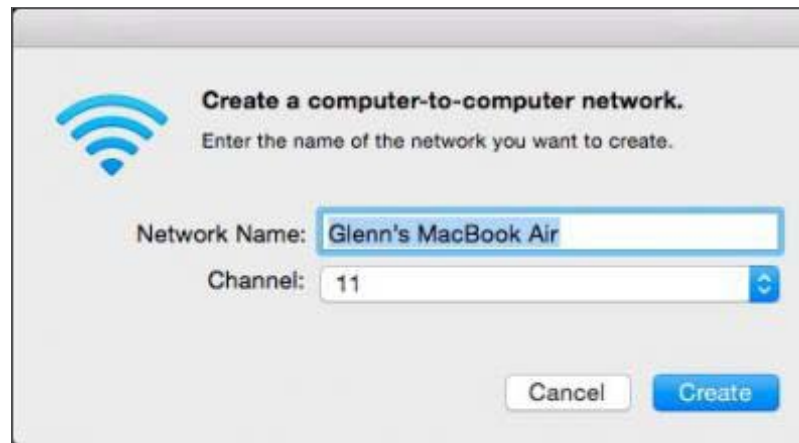 Create a computer-to-computer network.
Enter the name of the network you want to create.
Network Name: Glenn's MacBook Air
Channel: 11
Cancel Create